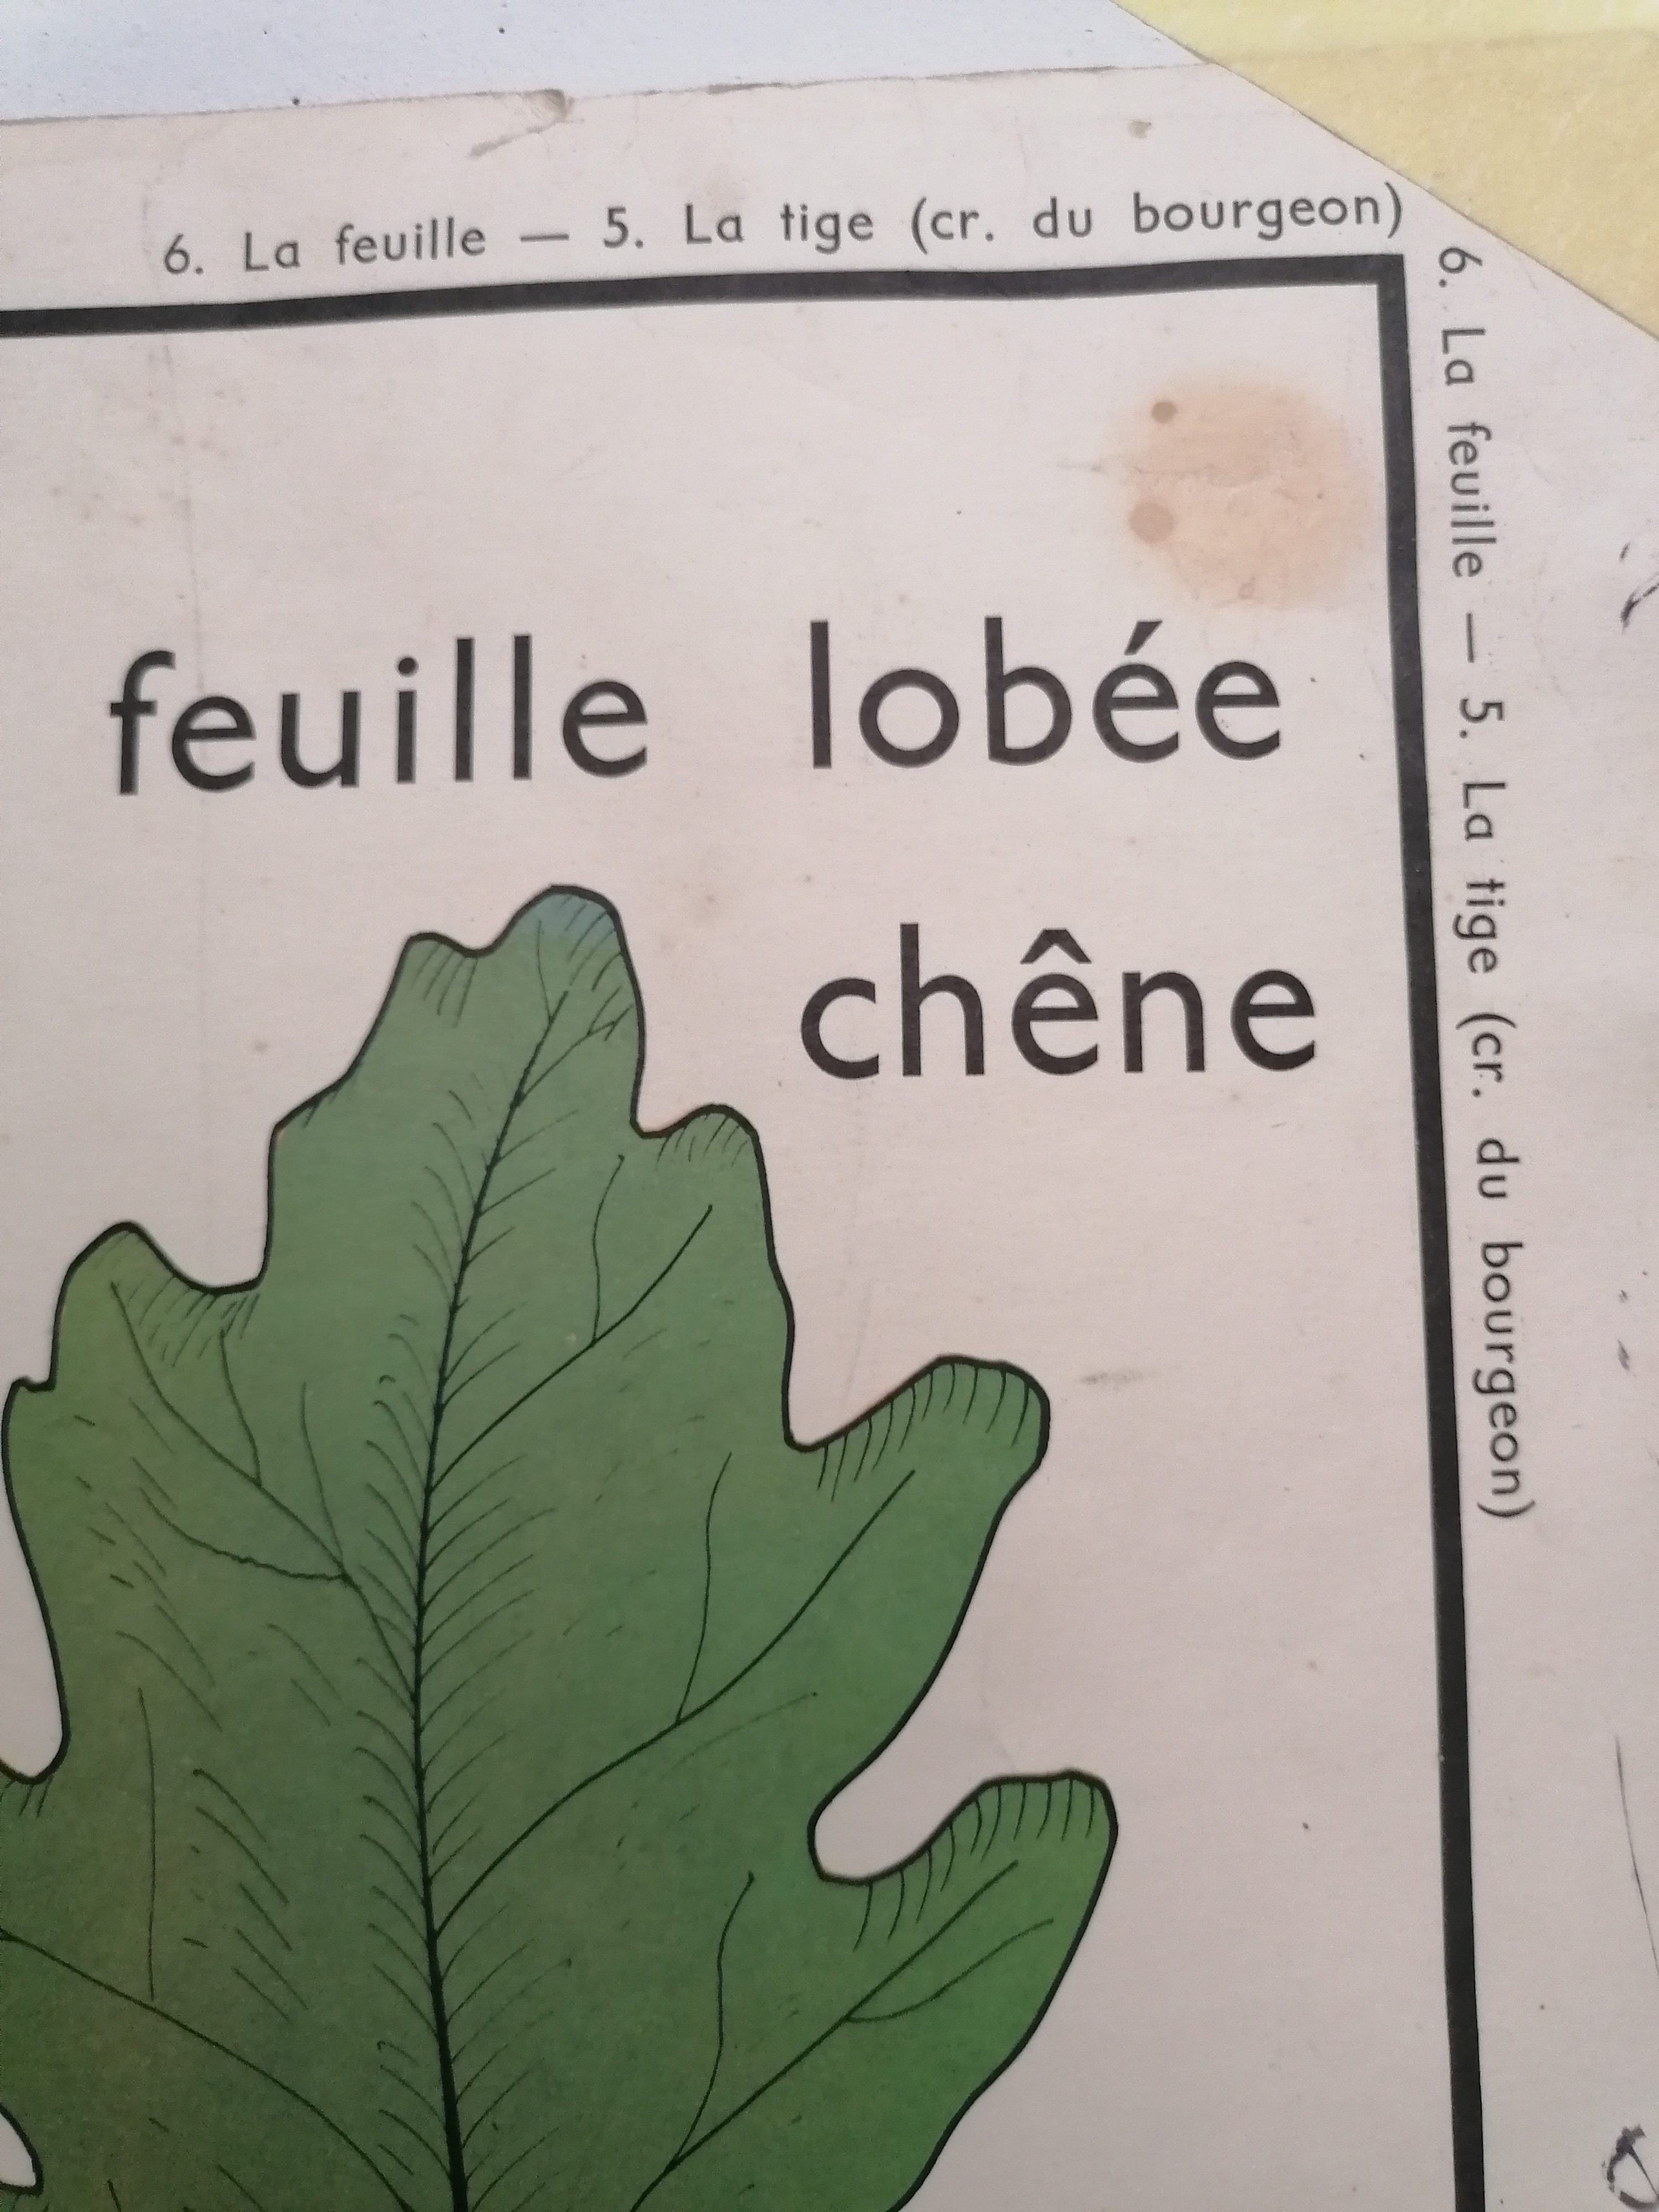 6. La feuille — 5. La tige (cr. du bourgeon)
6. La feuille — 5. La tige (cr. du bourgeon)
feuille lobée
chêne